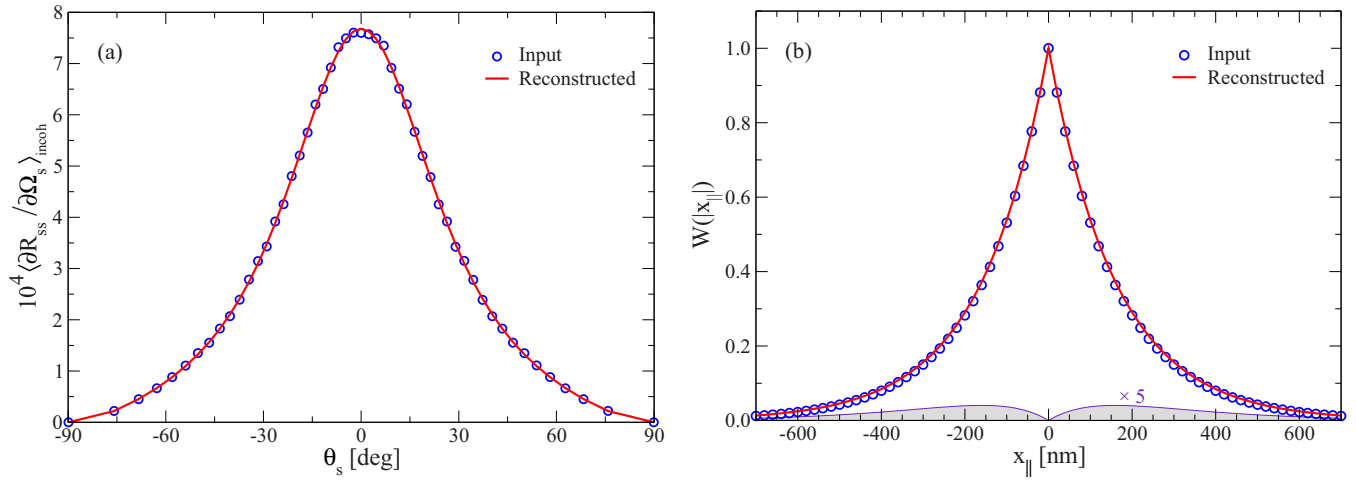 (a)
Input
Reconstructed
8
7
6
5
4
3
2
1
0
10⁴ ⟨∂R_ss / ∂Ω_s⟩_incoh
-90 -60 -30 0 30 60 90
θ_s [deg]
(b)
Input
Reconstructed
1.0
0.8
0.6
0.4
0.2
0.0
W(|x_∥|)
× 5
-600 -400 -200 0 200 400 600
x_∥ [nm]